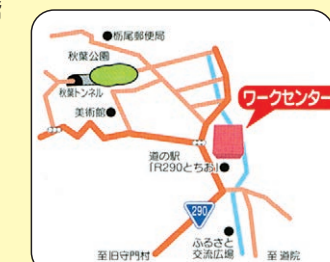 栃尾郵便局
秋葉公園
秋葉トンネル
美術館
ワークセンター
道の駅
「R290とちお」
290
ふるさと
交流広場
至旧守門村
至 道院